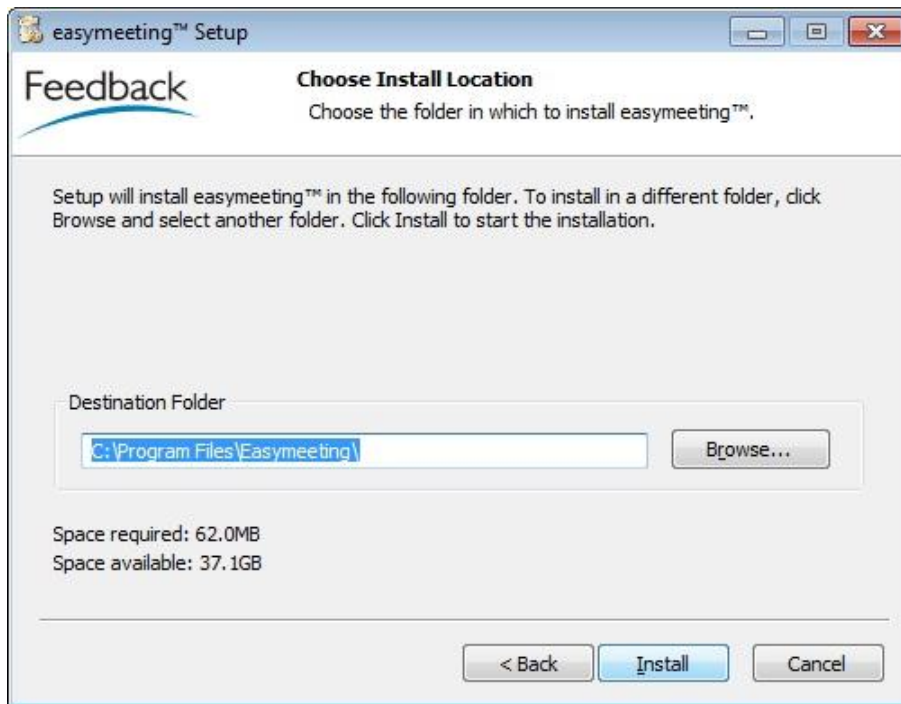 easymeeting™ Setup
Feedback
Choose Install Location
Choose the folder in which to install easymeeting™.
Setup will install easymeeting™ in the following folder. To install in a different folder, click
Browse and select another folder. Click Install to start the installation.
Destination Folder
C:\Program Files\Easymeeting\
Browse...
Space required: 62.0MB
Space available: 37.1GB
< Back
Install
Cancel